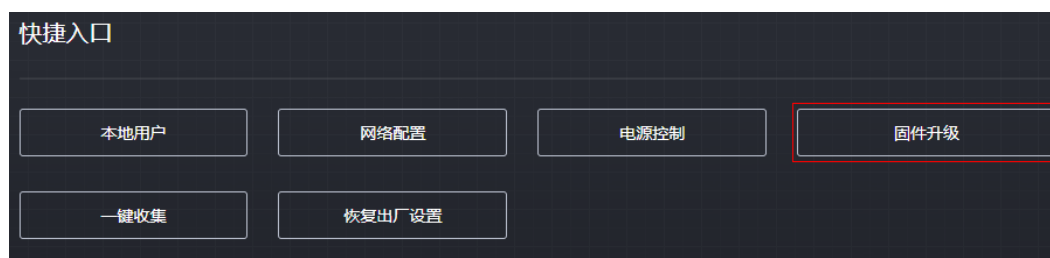 快捷入口
本地用户
网络配置
电源控制
固件升级
一键收集
恢复出厂设置